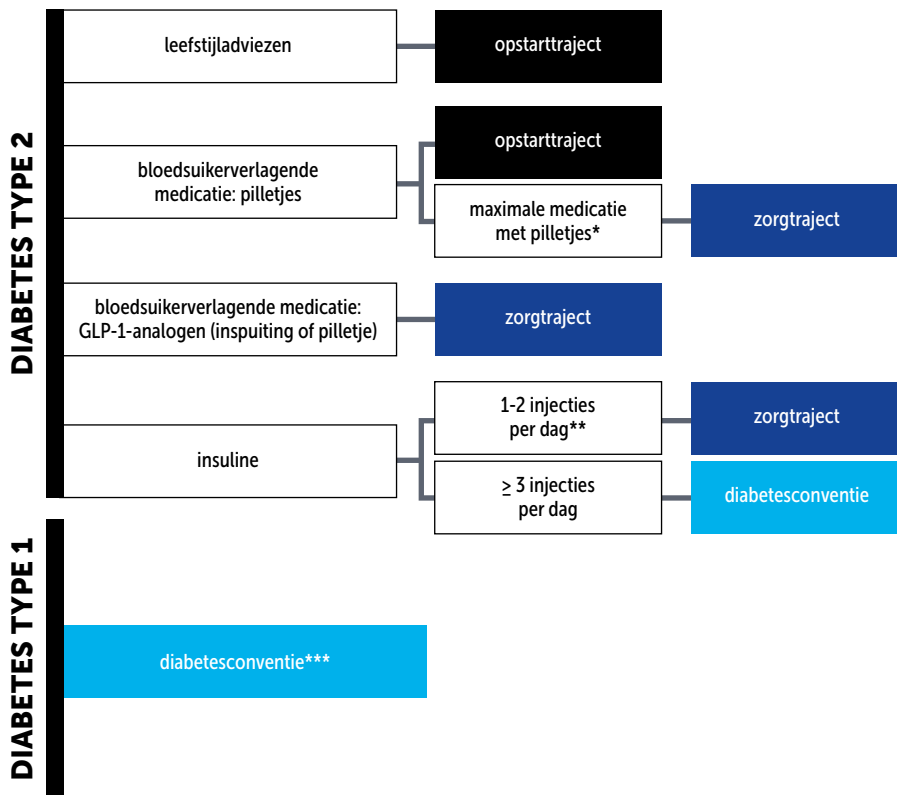 DIABETES TYPE 2
leefstijladviezen
opstarttraject
bloedsuikerverlagende
medicatie: pilletjes
opstarttraject
maximale medicatie
met pilletjes*
zorgtraject
bloedsuikerverlagende medicatie:
GLP-1-analogen (inspuiting of pilletje)
zorgtraject
insuline
1-2 injecties
per dag**
zorgtraject
≥ 3 injecties
per dag
diabetesconventie
DIABETES TYPE 1
diabetesconventie***